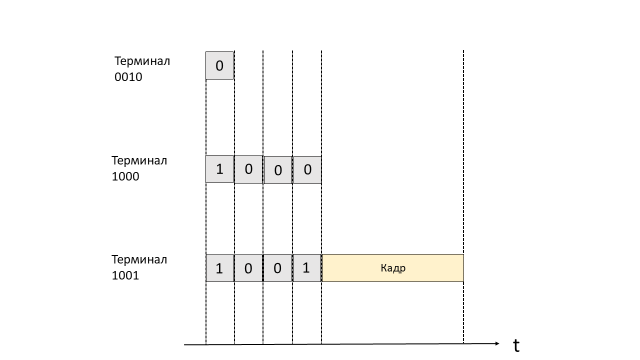 Терминал
0010
0
Терминал
1000
1 0 0 0
Терминал
1001
1 0 0 1 Кадр
t